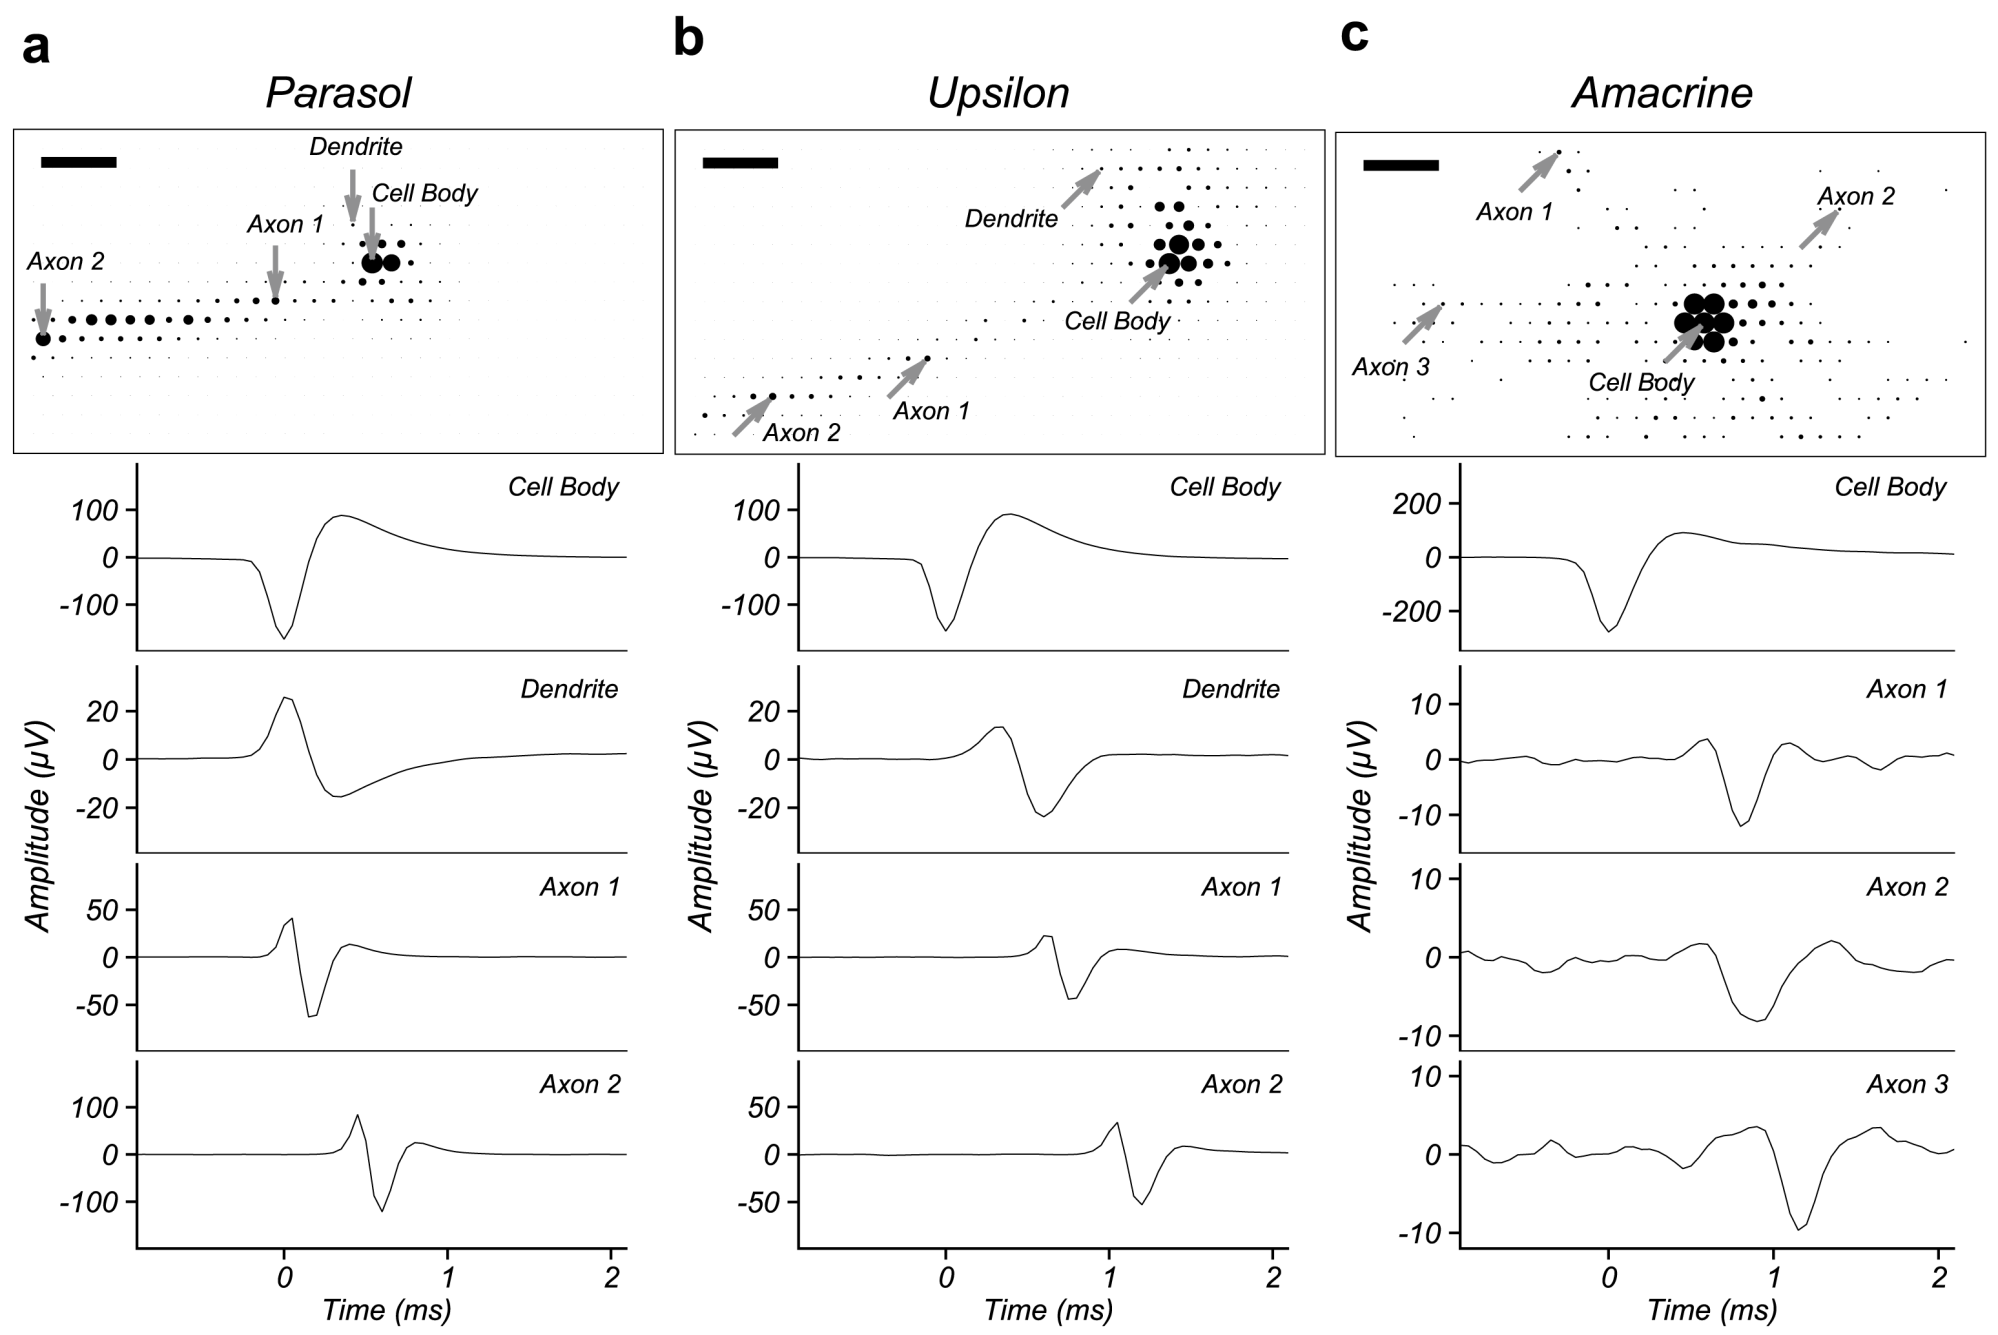 a
Parasol
Dendrite
Cell Body
Axon 1
Axon 2
b
Upsilon
Dendrite
Cell Body
Axon 1
Axon 2
c
Amacrine
Axon 1
Axon 2
Axon 3
Cell Body
Amplitude (µV)
Cell Body
100
0
-100
Dendrite
20
0
-20
Axon 1
50
0
-50
Axon 2
100
0
-100
0 1 2
Time (ms)
Amplitude (µV)
Cell Body
100
0
-100
Dendrite
20
0
-20
Axon 1
50
0
-50
Axon 2
50
0
-50
0 1 2
Time (ms)
Amplitude (µV)
Cell Body
200
0
-200
Axon 1
10
0
-10
Axon 2
10
0
-10
Axon 3
10
0
-10
0 1 2
Time (ms)